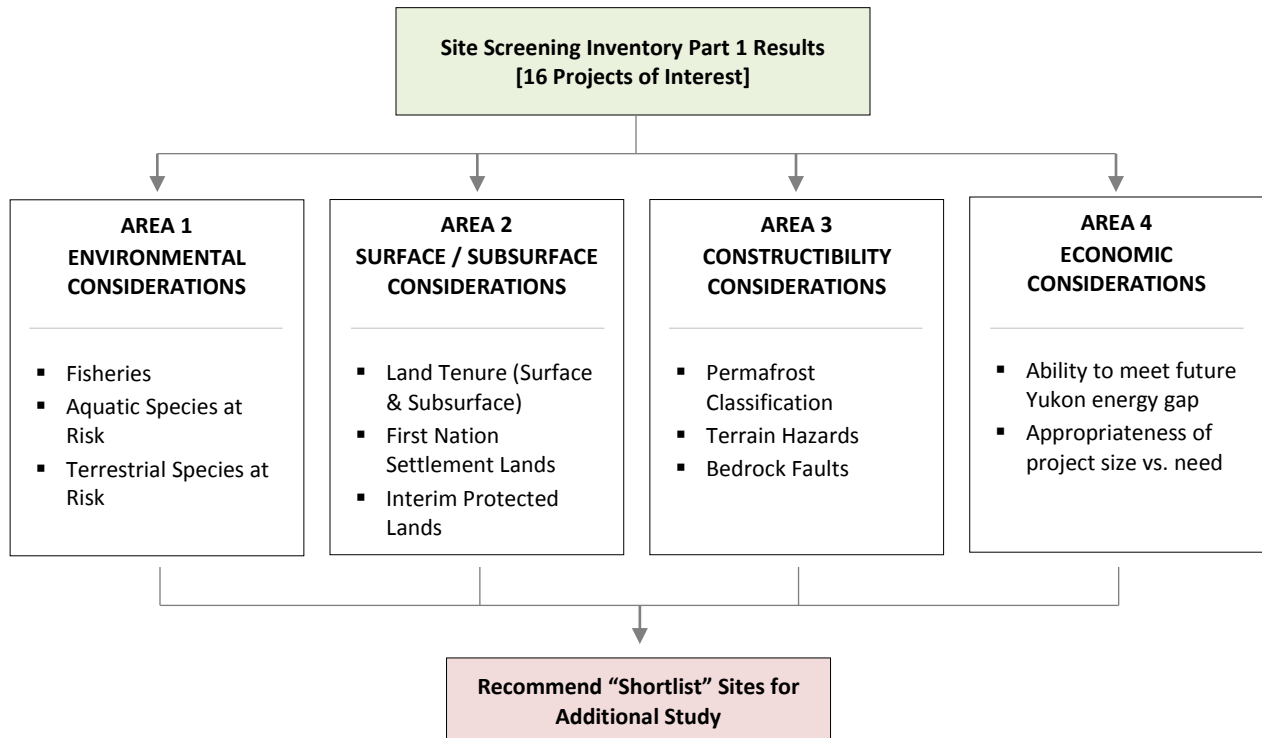 Site Screening Inventory Part 1 Results
[16 Projects of Interest]
AREA 1
ENVIRONMENTAL
CONSIDERATIONS
▪ Fisheries
▪ Aquatic Species at
Risk
▪ Terrestrial Species at
Risk
AREA 2
SURFACE / SUBSURFACE
CONSIDERATIONS
▪ Land Tenure (Surface
& Subsurface)
▪ First Nation
Settlement Lands
▪ Interim Protected
Lands
AREA 3
CONSTRUCTIBILITY
CONSIDERATIONS
▪ Permafrost
Classification
▪ Terrain Hazards
▪ Bedrock Faults
AREA 4
ECONOMIC
CONSIDERATIONS
▪ Ability to meet future
Yukon energy gap
▪ Appropriateness of
project size vs. need
Recommend “Shortlist” Sites for
Additional Study